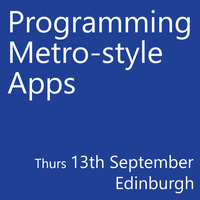 Programming
Metro-style
Apps
Thurs 13th September
Edinburgh